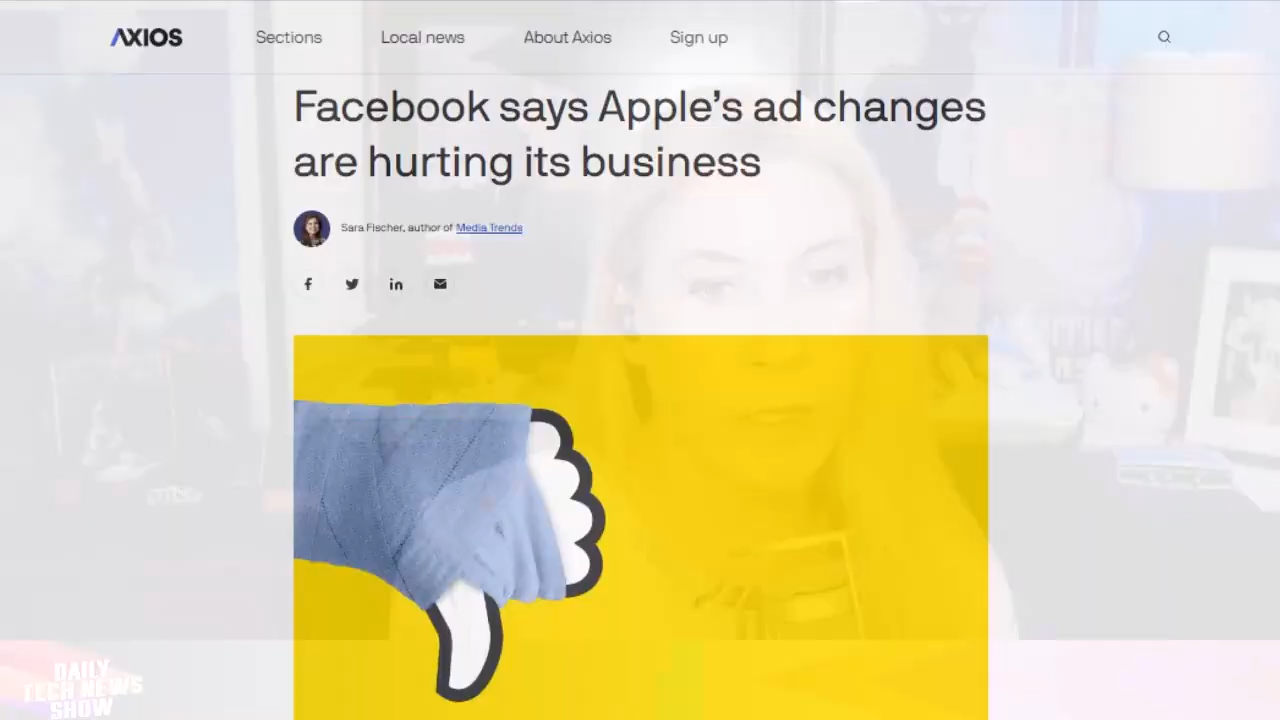 AXIOS
Sections
Local news
About Axios
Sign up
Facebook says Apple's ad changes
are hurting its business
Sara Fischer, author of Media Trends
DAILY
TECH NEWS
SHOW